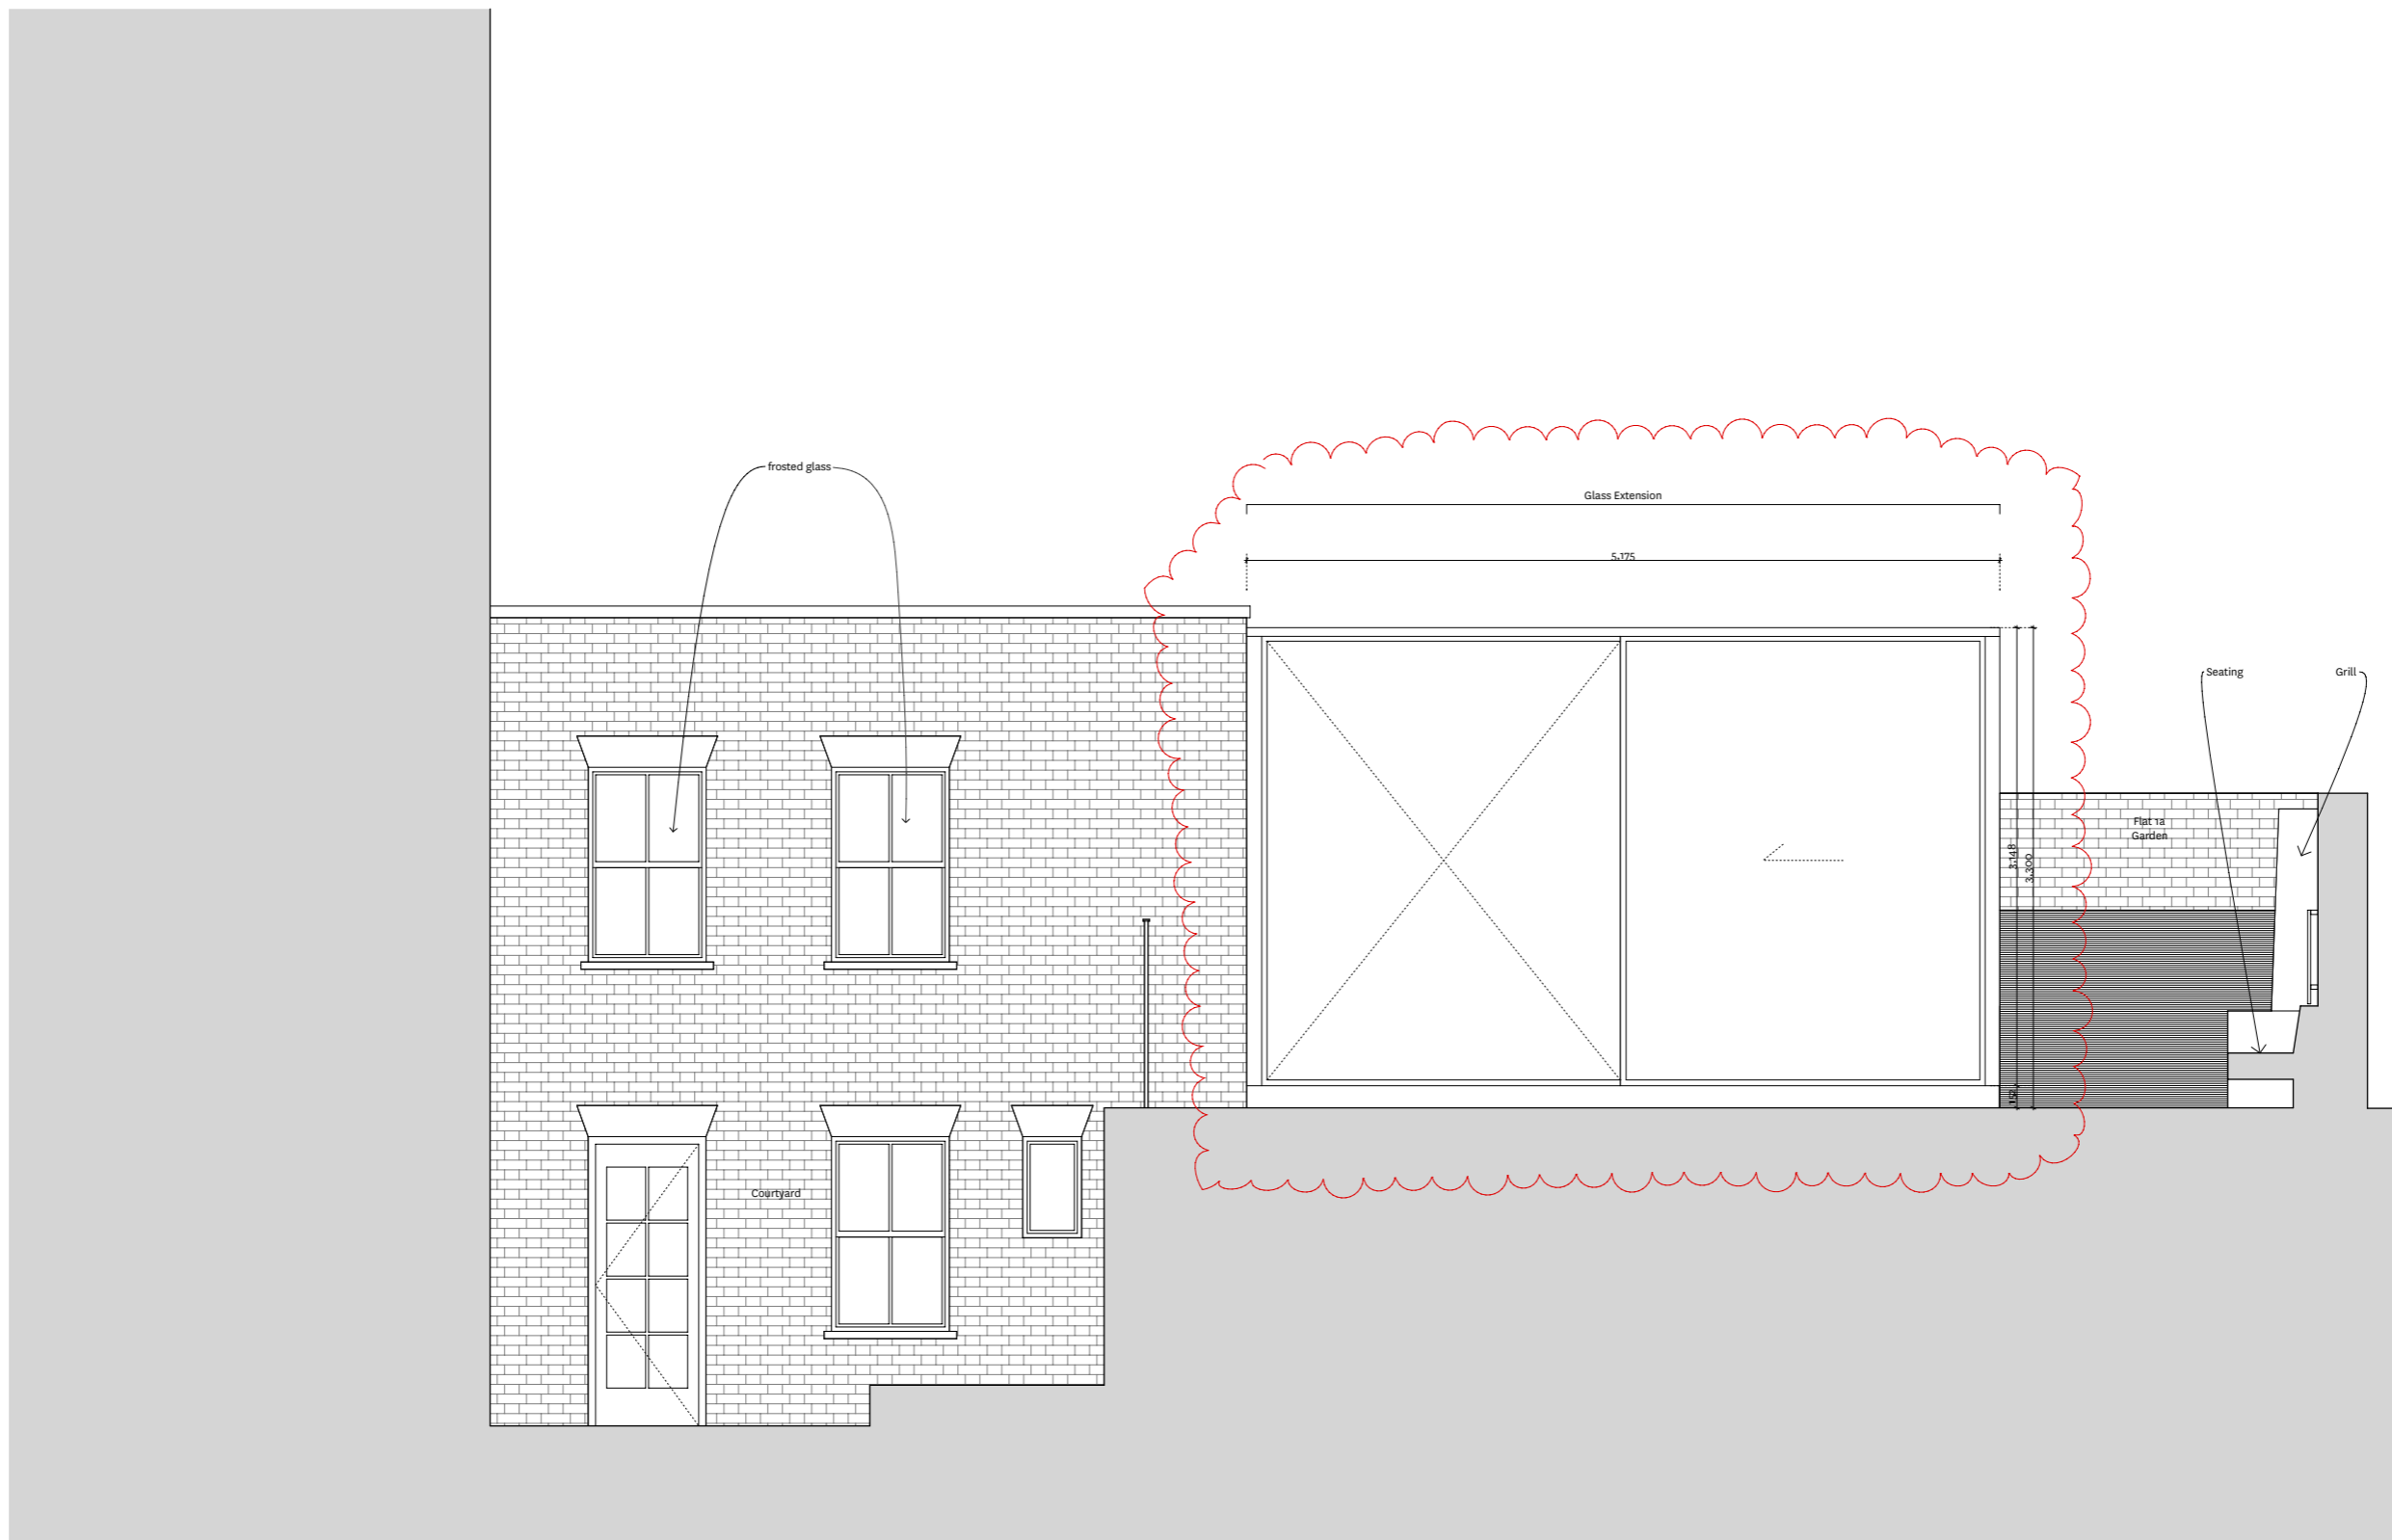 frosted glass
Glass Extension
5,175
Seating
Grill
Flat 1a
Garden
3,148
3,300
152
Courtyard